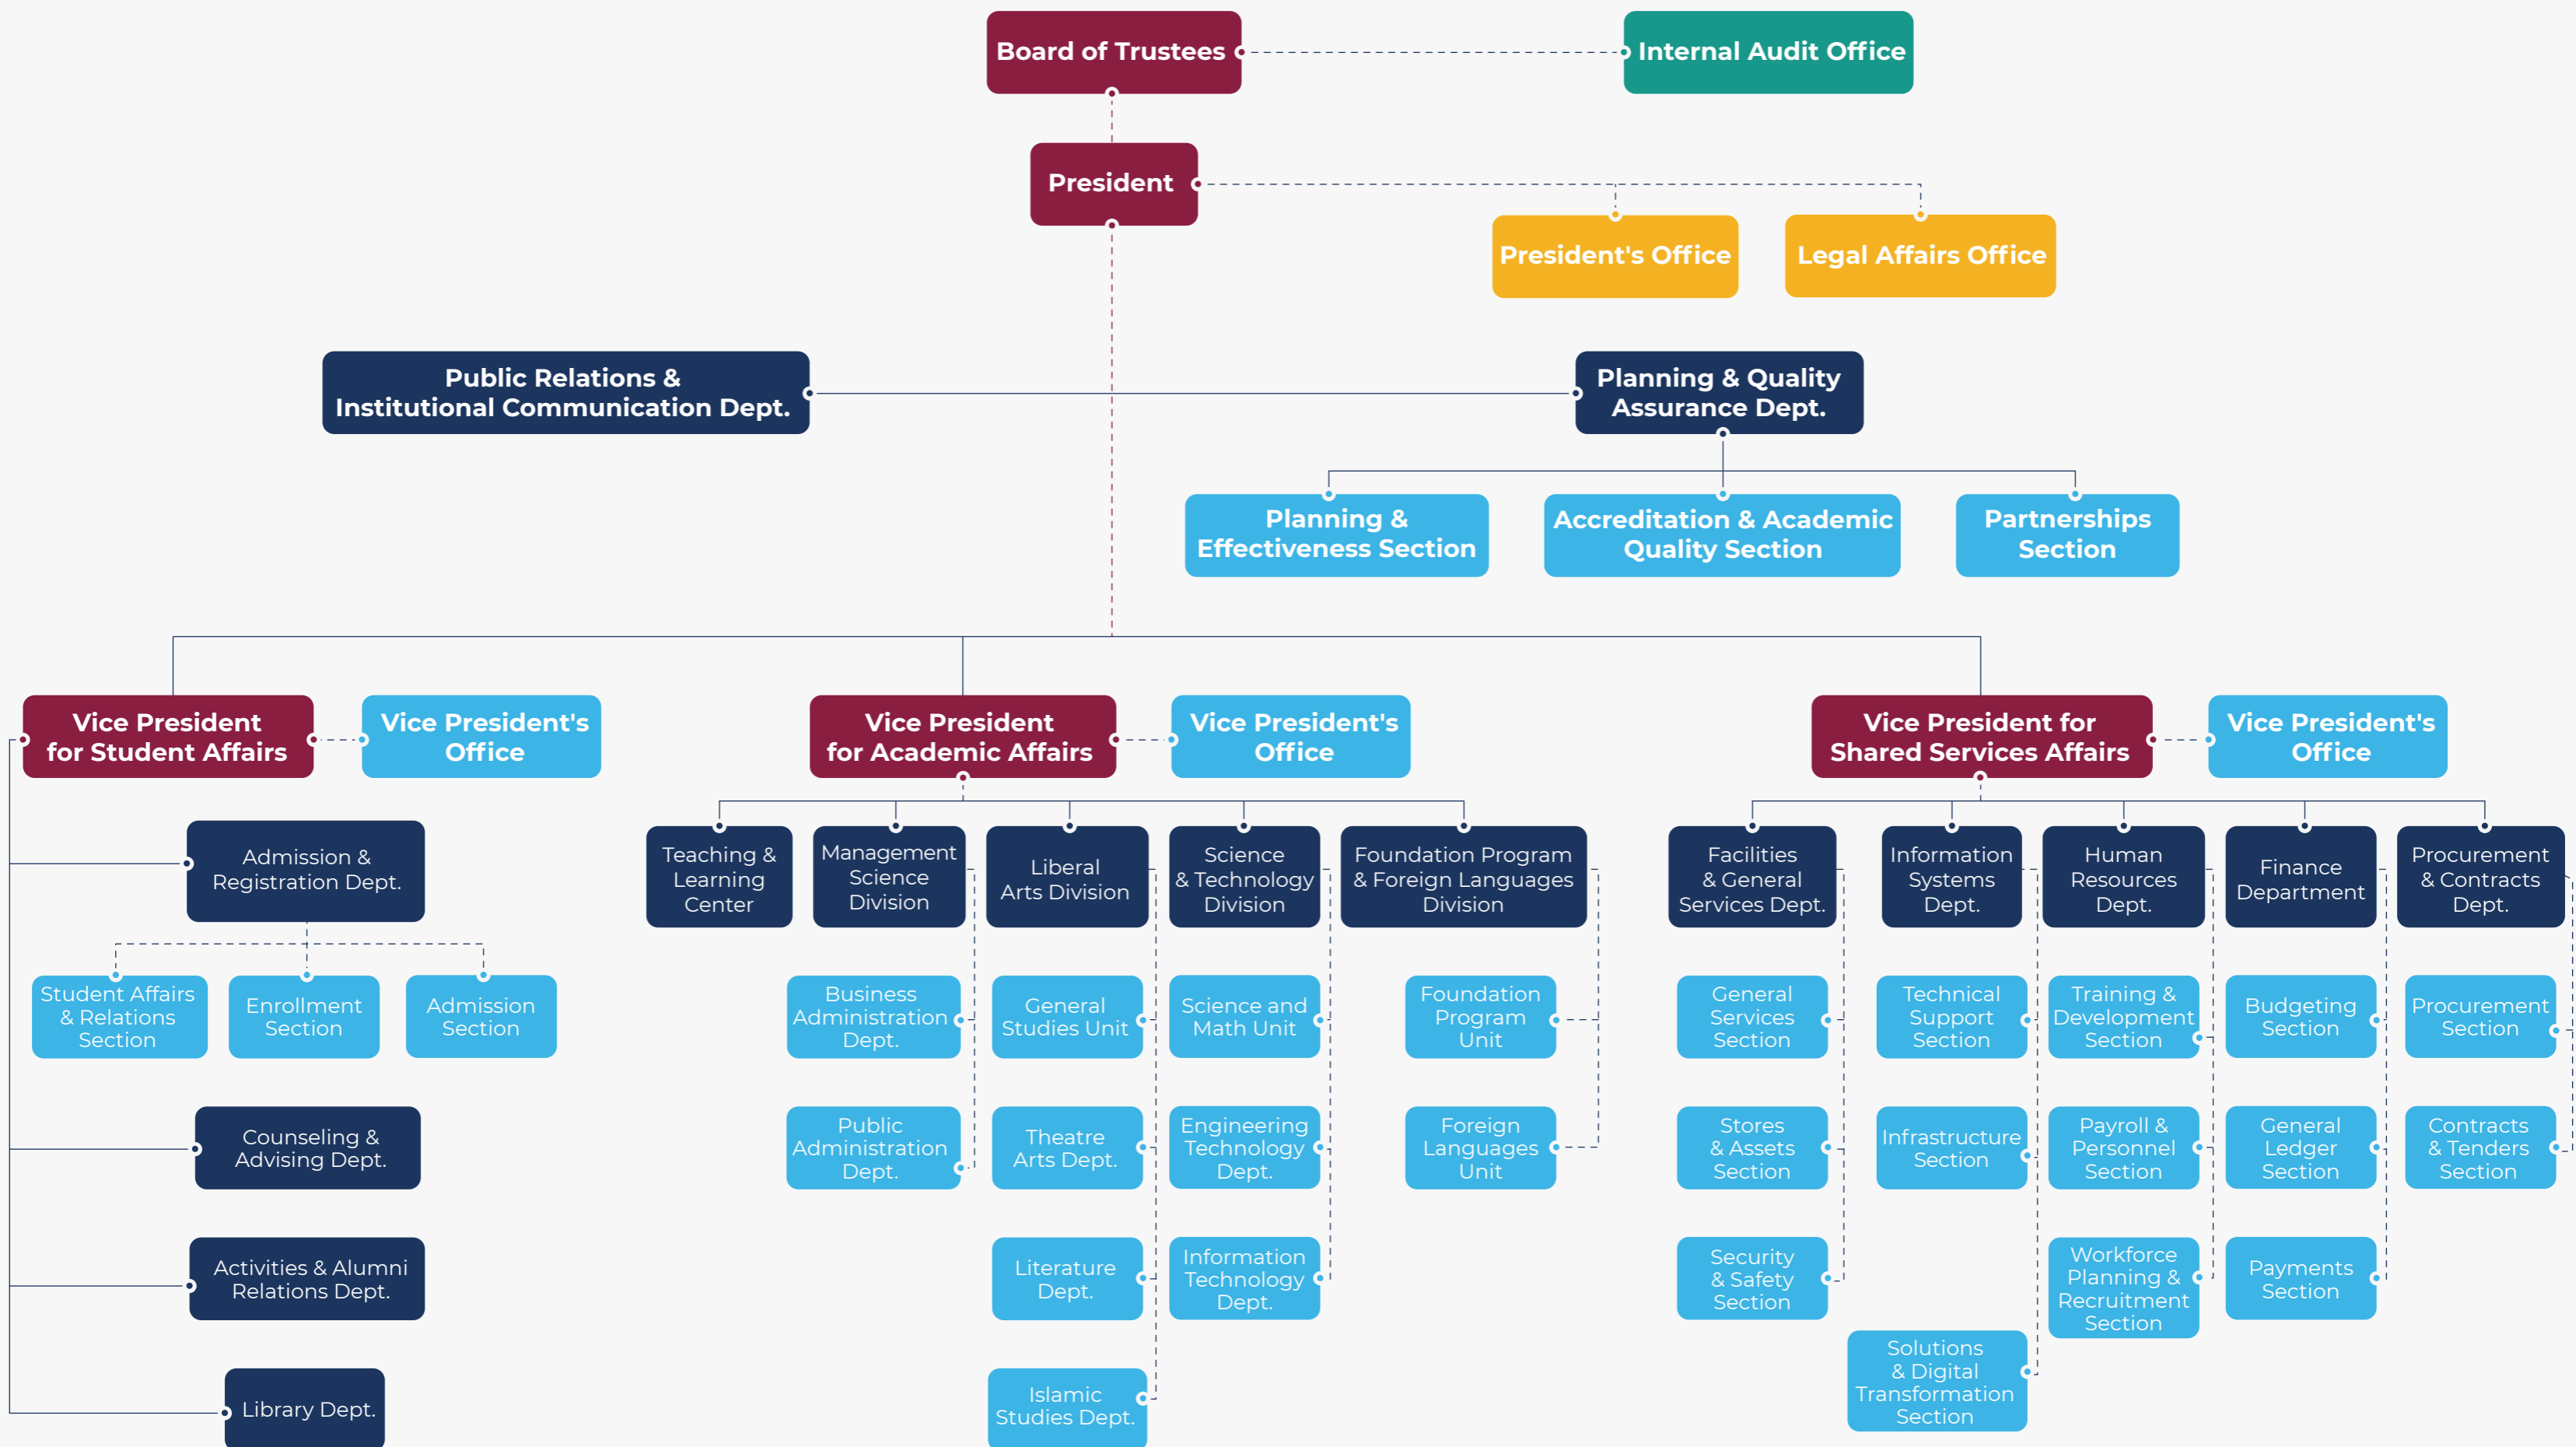 Board of Trustees
Internal Audit Office
President
President's Office
Legal Affairs Office
Public Relations &
Institutional Communication Dept.
Planning & Quality
Assurance Dept.
Planning &
Effectiveness Section
Accreditation & Academic
Quality Section
Partnerships
Section
Vice President
for Student Affairs
Vice President's
Office
Vice President
for Academic Affairs
Vice President's
Office
Vice President for
Shared Services Affairs
Vice President's
Office
Admission &
Registration Dept.
Student Affairs
& Relations
Section
Enrollment
Section
Admission
Section
Counseling &
Advising Dept.
Activities & Alumni
Relations Dept.
Library Dept.
Teaching &
Learning
Center
Management
Science
Division
Liberal
Arts Division
Science
& Technology
Division
Foundation Program
& Foreign Languages
Division
Business
Administration
Dept.
Public
Administration
Dept.
General
Studies Unit
Theatre
Arts Dept.
Literature
Dept.
Islamic
Studies Dept.
Science and
Math Unit
Engineering
Technology
Dept.
Information
Technology
Dept.
Foundation
Program
Unit
Foreign
Languages
Unit
Facilities
& General
Services Dept.
Information
Systems
Dept.
Human
Resources
Dept.
Finance
Department
Procurement
& Contracts
Dept.
General
Services
Section
Stores
& Assets
Section
Security
& Safety
Section
Technical
Support
Section
Infrastructure
Section
Solutions
& Digital
Transformation
Section
Training &
Development
Section
Payroll &
Personnel
Section
Workforce
Planning &
Recruitment
Section
Budgeting
Section
General
Ledger
Section
Payments
Section
Procurement
Section
Contracts
& Tenders
Section